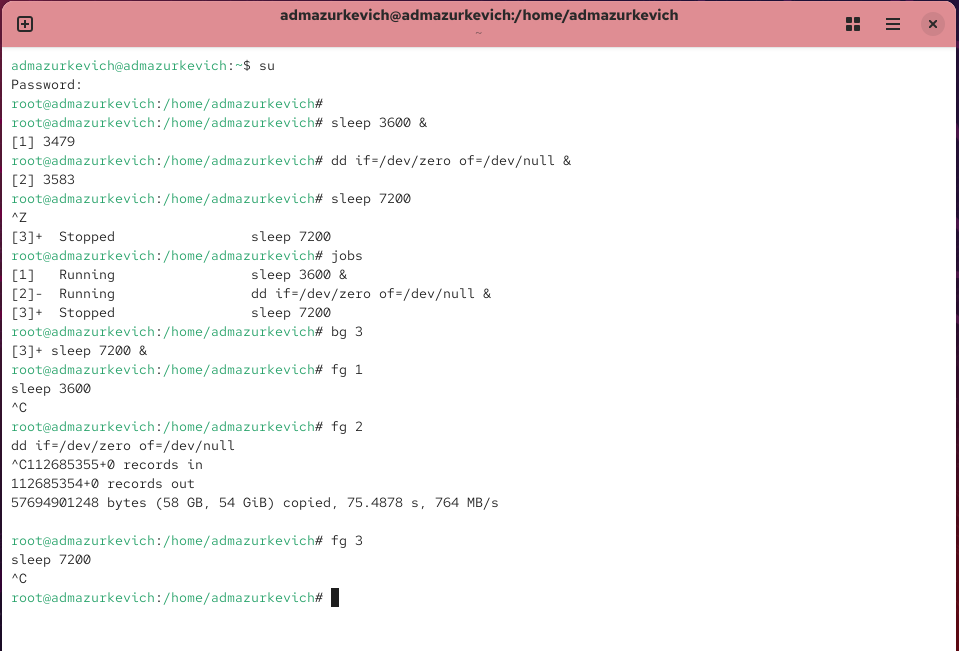 admazurkevich@admazurkevich:/home/admazurkevich
~
admazurkevich@admazurkevich:~$ su
Password:
root@admazurkevich:/home/admazurkevich#
root@admazurkevich:/home/admazurkevich# sleep 3600 &
[1] 3479
root@admazurkevich:/home/admazurkevich# dd if=/dev/zero of=/dev/null &
[2] 3583
root@admazurkevich:/home/admazurkevich# sleep 7200
^Z
[3]+  Stopped                 sleep 7200
root@admazurkevich:/home/admazurkevich# jobs
[1]   Running                 sleep 3600 &
[2]-  Running                 dd if=/dev/zero of=/dev/null &
[3]+  Stopped                 sleep 7200
root@admazurkevich:/home/admazurkevich# bg 3
[3]+ sleep 7200 &
root@admazurkevich:/home/admazurkevich# fg 1
sleep 3600
^C
root@admazurkevich:/home/admazurkevich# fg 2
dd if=/dev/zero of=/dev/null
^C112685355+0 records in
112685354+0 records out
57694901248 bytes (58 GB, 54 GiB) copied, 75.4878 s, 764 MB/s

root@admazurkevich:/home/admazurkevich# fg 3
sleep 7200
^C
root@admazurkevich:/home/admazurkevich#